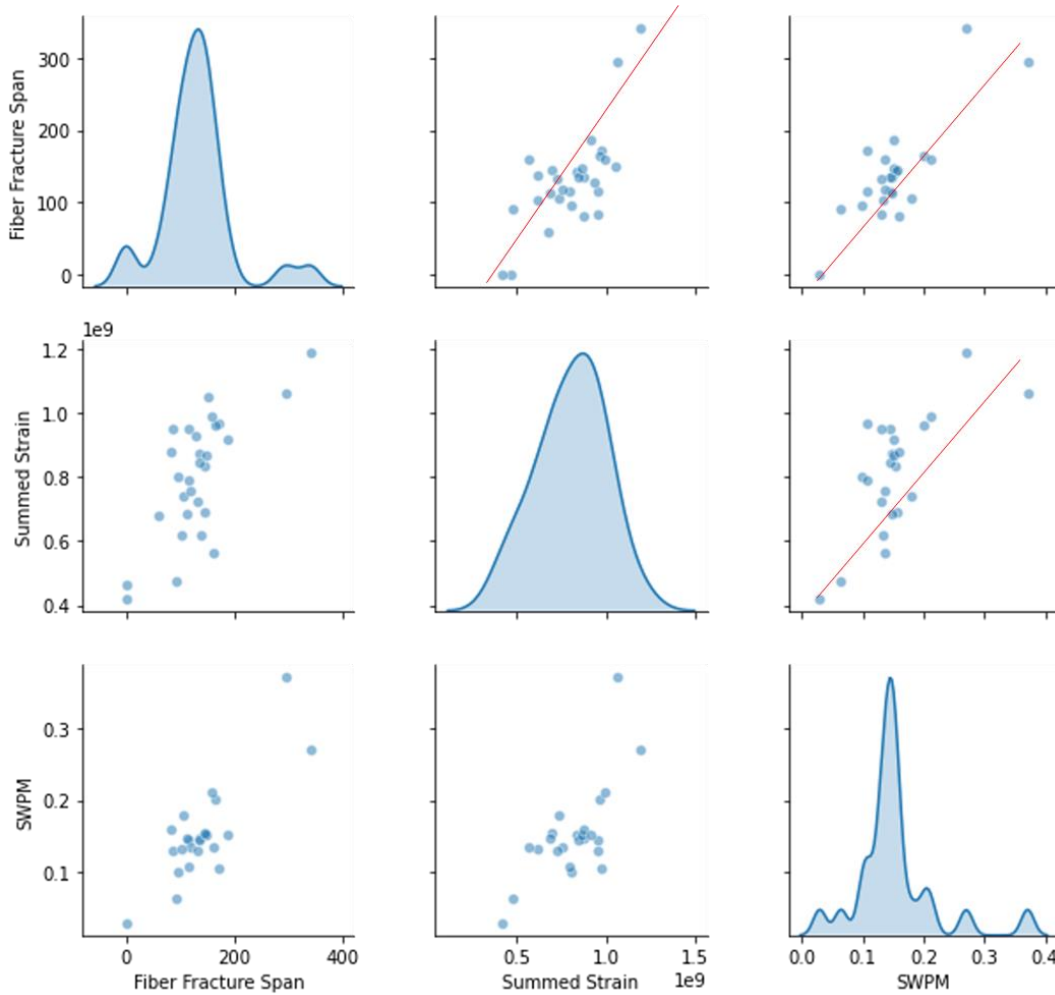 Fiber Fracture Span
300
200
100
0
1e9
Summed Strain
1.2
1.0
0.8
0.6
0.4
SWPM
0.3
0.2
0.1
0 200 400
0.5 1.0 1.5
0.0 0.1 0.2 0.3 0.4
1e9
Fiber Fracture Span
Summed Strain
SWPM